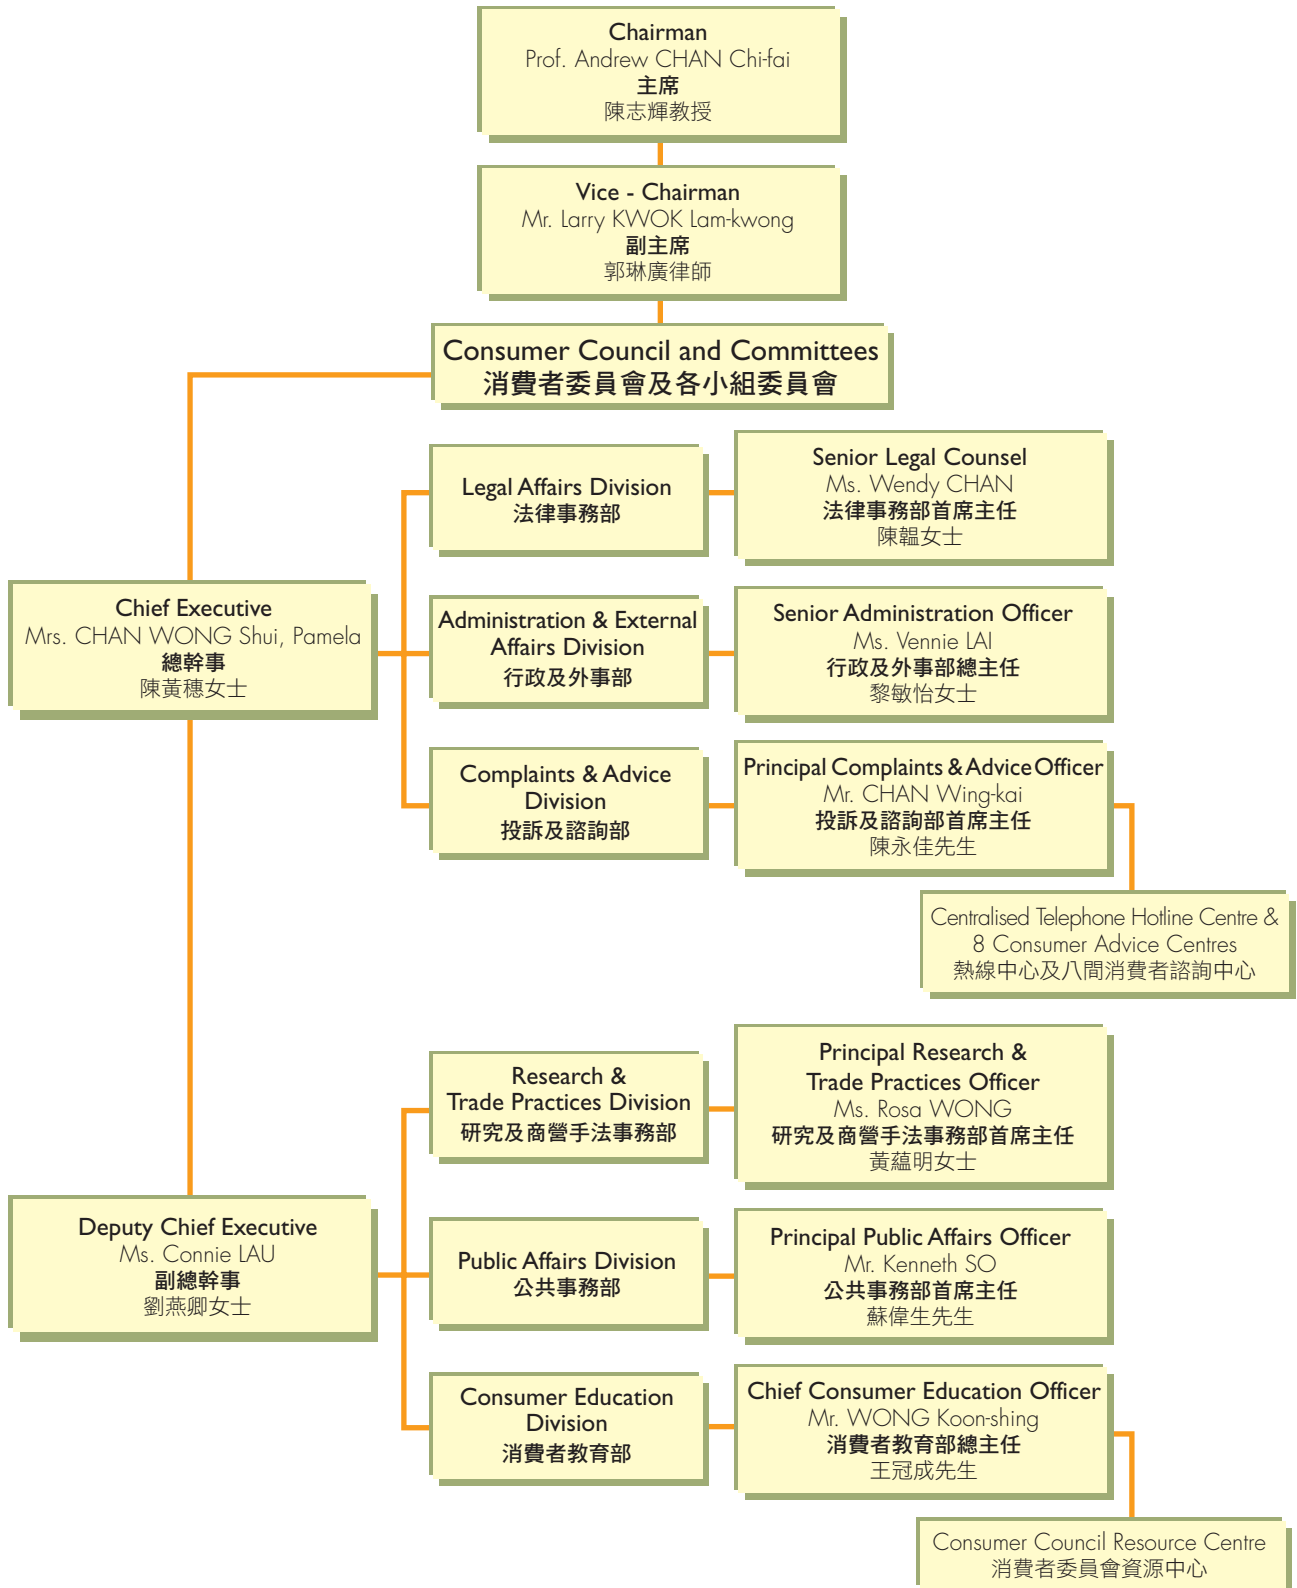 Chairman
Prof. Andrew CHAN Chi-fai
主席
陳志輝教授
Vice - Chairman
Mr. Larry KWOK Lam-kwong
副主席
郭琳廣律師
Consumer Council and Committees
消費者委員會及各小組委員會
Chief Executive
Mrs. CHAN WONG Shui, Pamela
總幹事
陳黃穗女士
Legal Affairs Division
法律事務部
Senior Legal Counsel
Ms. Wendy CHAN
法律事務部首席主任
陳韞女士
Administration & External
Affairs Division
行政及外事部
Senior Administration Officer
Ms. Vennie LAI
行政及外事部總主任
黎敏怡女士
Complaints & Advice
Division
投訴及諮詢部
Principal Complaints & Advice Officer
Mr. CHAN Wing-kai
投訴及諮詢部首席主任
陳永佳先生
Centralised Telephone Hotline Centre &
8 Consumer Advice Centres
熱線中心及八間消費者諮詢中心
Deputy Chief Executive
Ms. Connie LAU
副總幹事
劉燕卿女士
Research &
Trade Practices Division
研究及商營手法事務部
Principal Research &
Trade Practices Officer
Ms. Rosa WONG
研究及商營手法事務部首席主任
黃蘊明女士
Public Affairs Division
公共事務部
Principal Public Affairs Officer
Mr. Kenneth SO
公共事務部首席主任
蘇偉生先生
Consumer Education
Division
消費者教育部
Chief Consumer Education Officer
Mr. WONG Koon-shing
消費者教育部總主任
王冠成先生
Consumer Council Resource Centre
消費者委員會資源中心